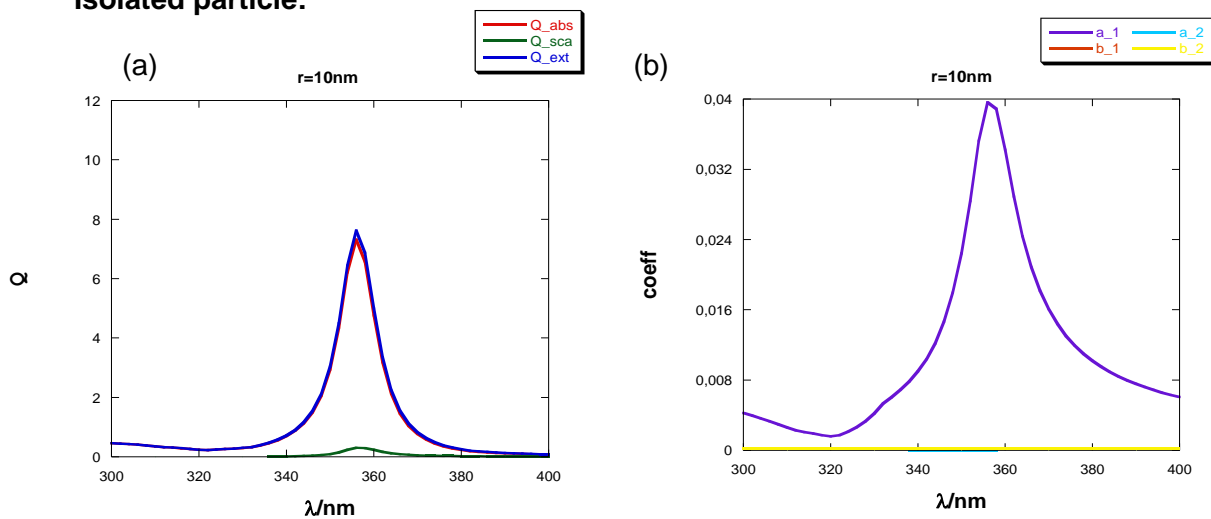 Isolated particle:
Q_abs
Q_sca
Q_ext
(a)
r=10nm
12
10
8
6
4
2
0
Q
300 320 340 360 380 400
λ/nm
a_1 a_2
b_1 b_2
(b)
r=10nm
0,04
0,032
0,024
0,016
0,008
0
coeff
300 320 340 360 380 400
λ/nm